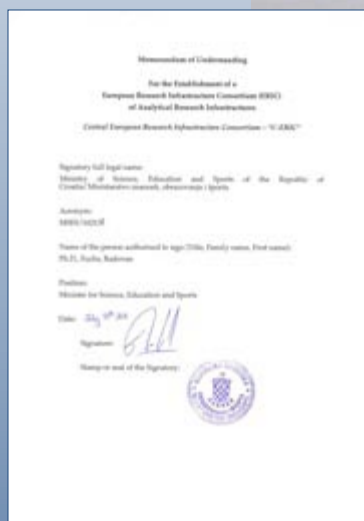 Memorandum of Understanding
For the Establishment of a
European Research Infrastructure Consortium (ERIC)
of Analytical Research Infrastructures
Central European Research Infrastructure Consortium – "C-ERIC"
Signatory full legal name:
Ministry of Science, Education and Sports of the Republic of
Croatia/ Ministarstvo znanosti, obrazovanja i športa
Acronym:
Name of the person authorised to sign (Title, Family name, First name):
Ph.D., Fuchs, Radovan
Position:
Minister for Science, Education and Sports
Date: July
Signature:
Stamp or seal of the Signatory: